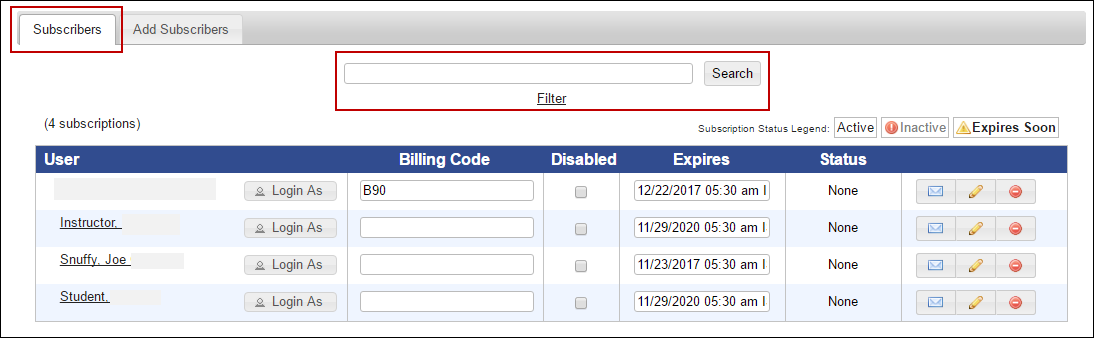 Subscribers Add Subscribers
Search
Filter
(4 subscriptions)
Subscription Status Legend: Active Inactive Expires Soon
User Billing Code Disabled Expires Status
Login As B90 12/22/2017 05:30 am None
Instructor, Login As 11/29/2020 05:30 am None
Snuffy, Joe Login As 11/23/2017 05:30 am None
Student, Login As 11/29/2020 05:30 am None